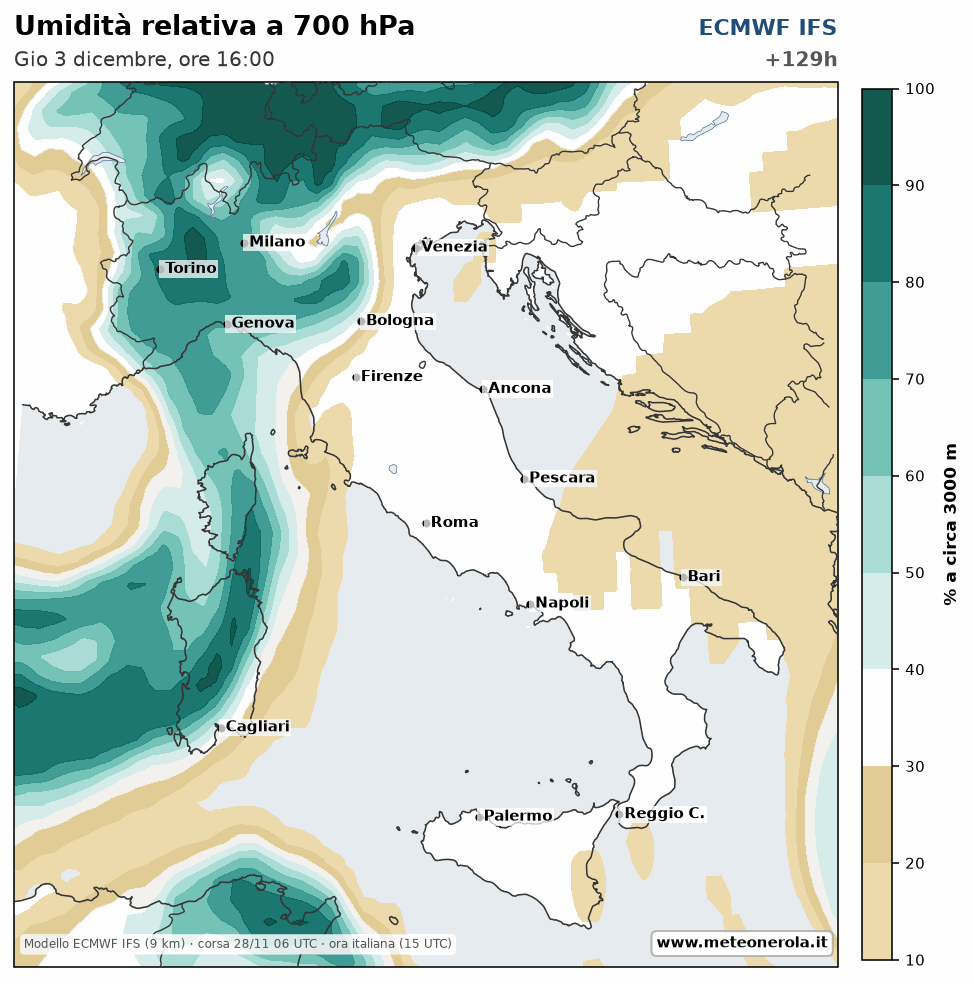 Umidità relativa a 700 hPa
ECMWF IFS
Gio 3 dicembre, ore 16:00
+129h
100
90
80
70
60
50
40
30
20
10
% a circa 3000 m
Milano
Venezia
Torino
Genova
Bologna
Firenze
Ancona
Pescara
Roma
Bari
Napoli
Cagliari
Palermo
Reggio C.
Modello ECMWF IFS (9 km) · corsa 28/11 06 UTC · ora italiana (15 UTC)
www.meteonerola.it